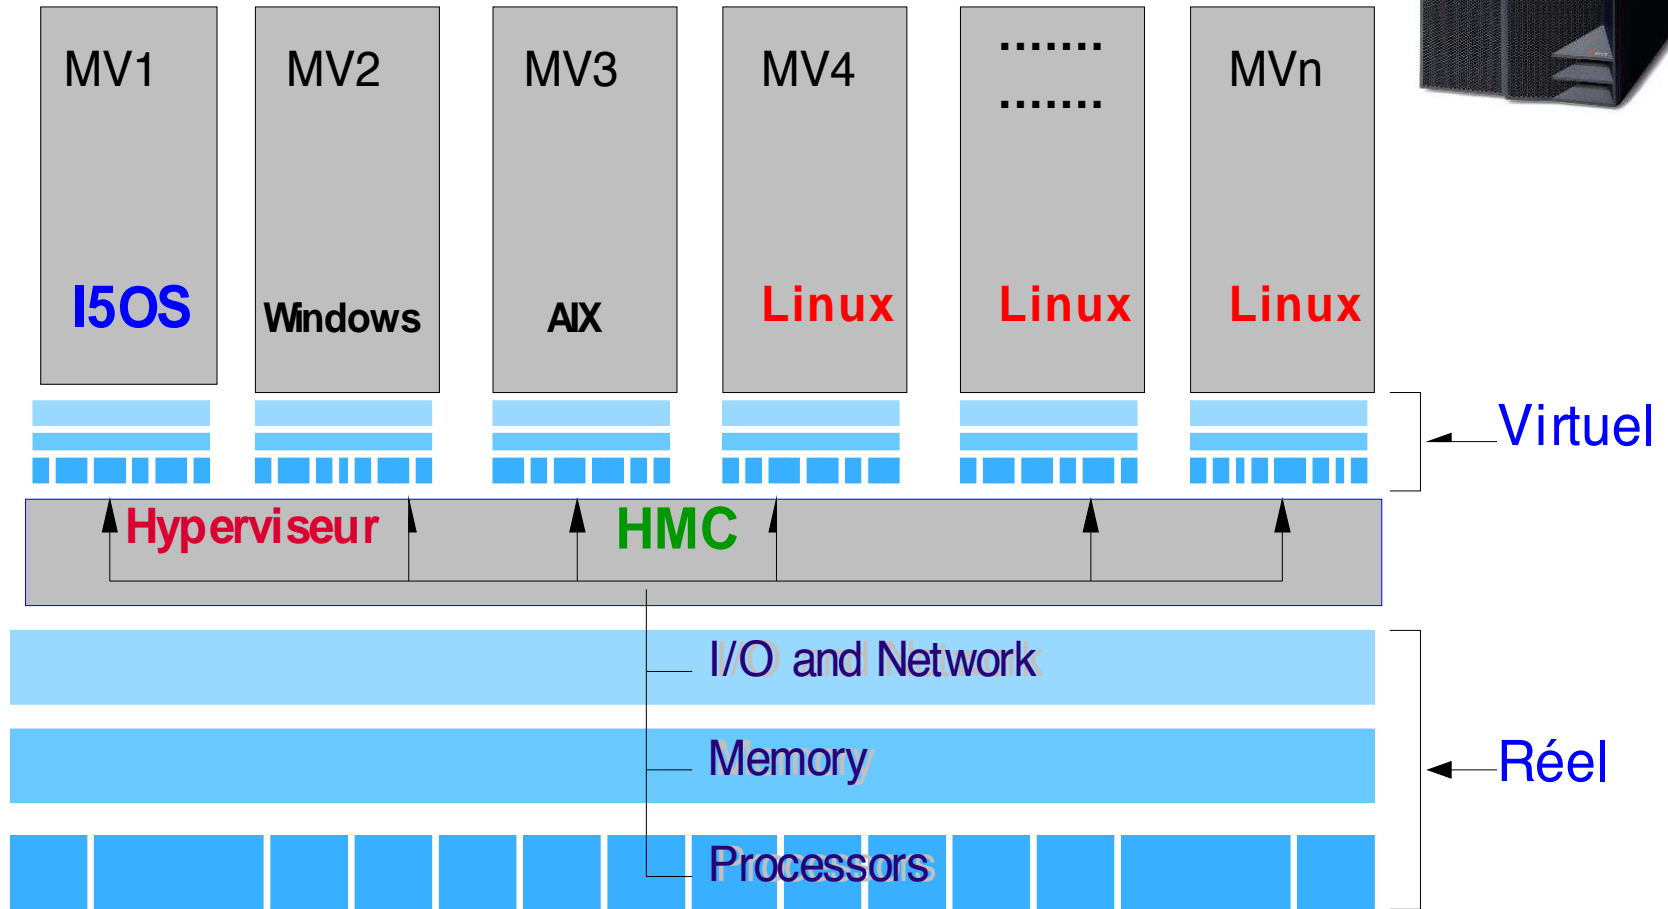 MV1
MV2
MV3
MV4
.......
.......
MVn
I5OS
Windows
AIX
Linux
Linux
Linux
Virtuel
Hyperviseur
HMC
I/O and Network
Memory
Réel
Processors